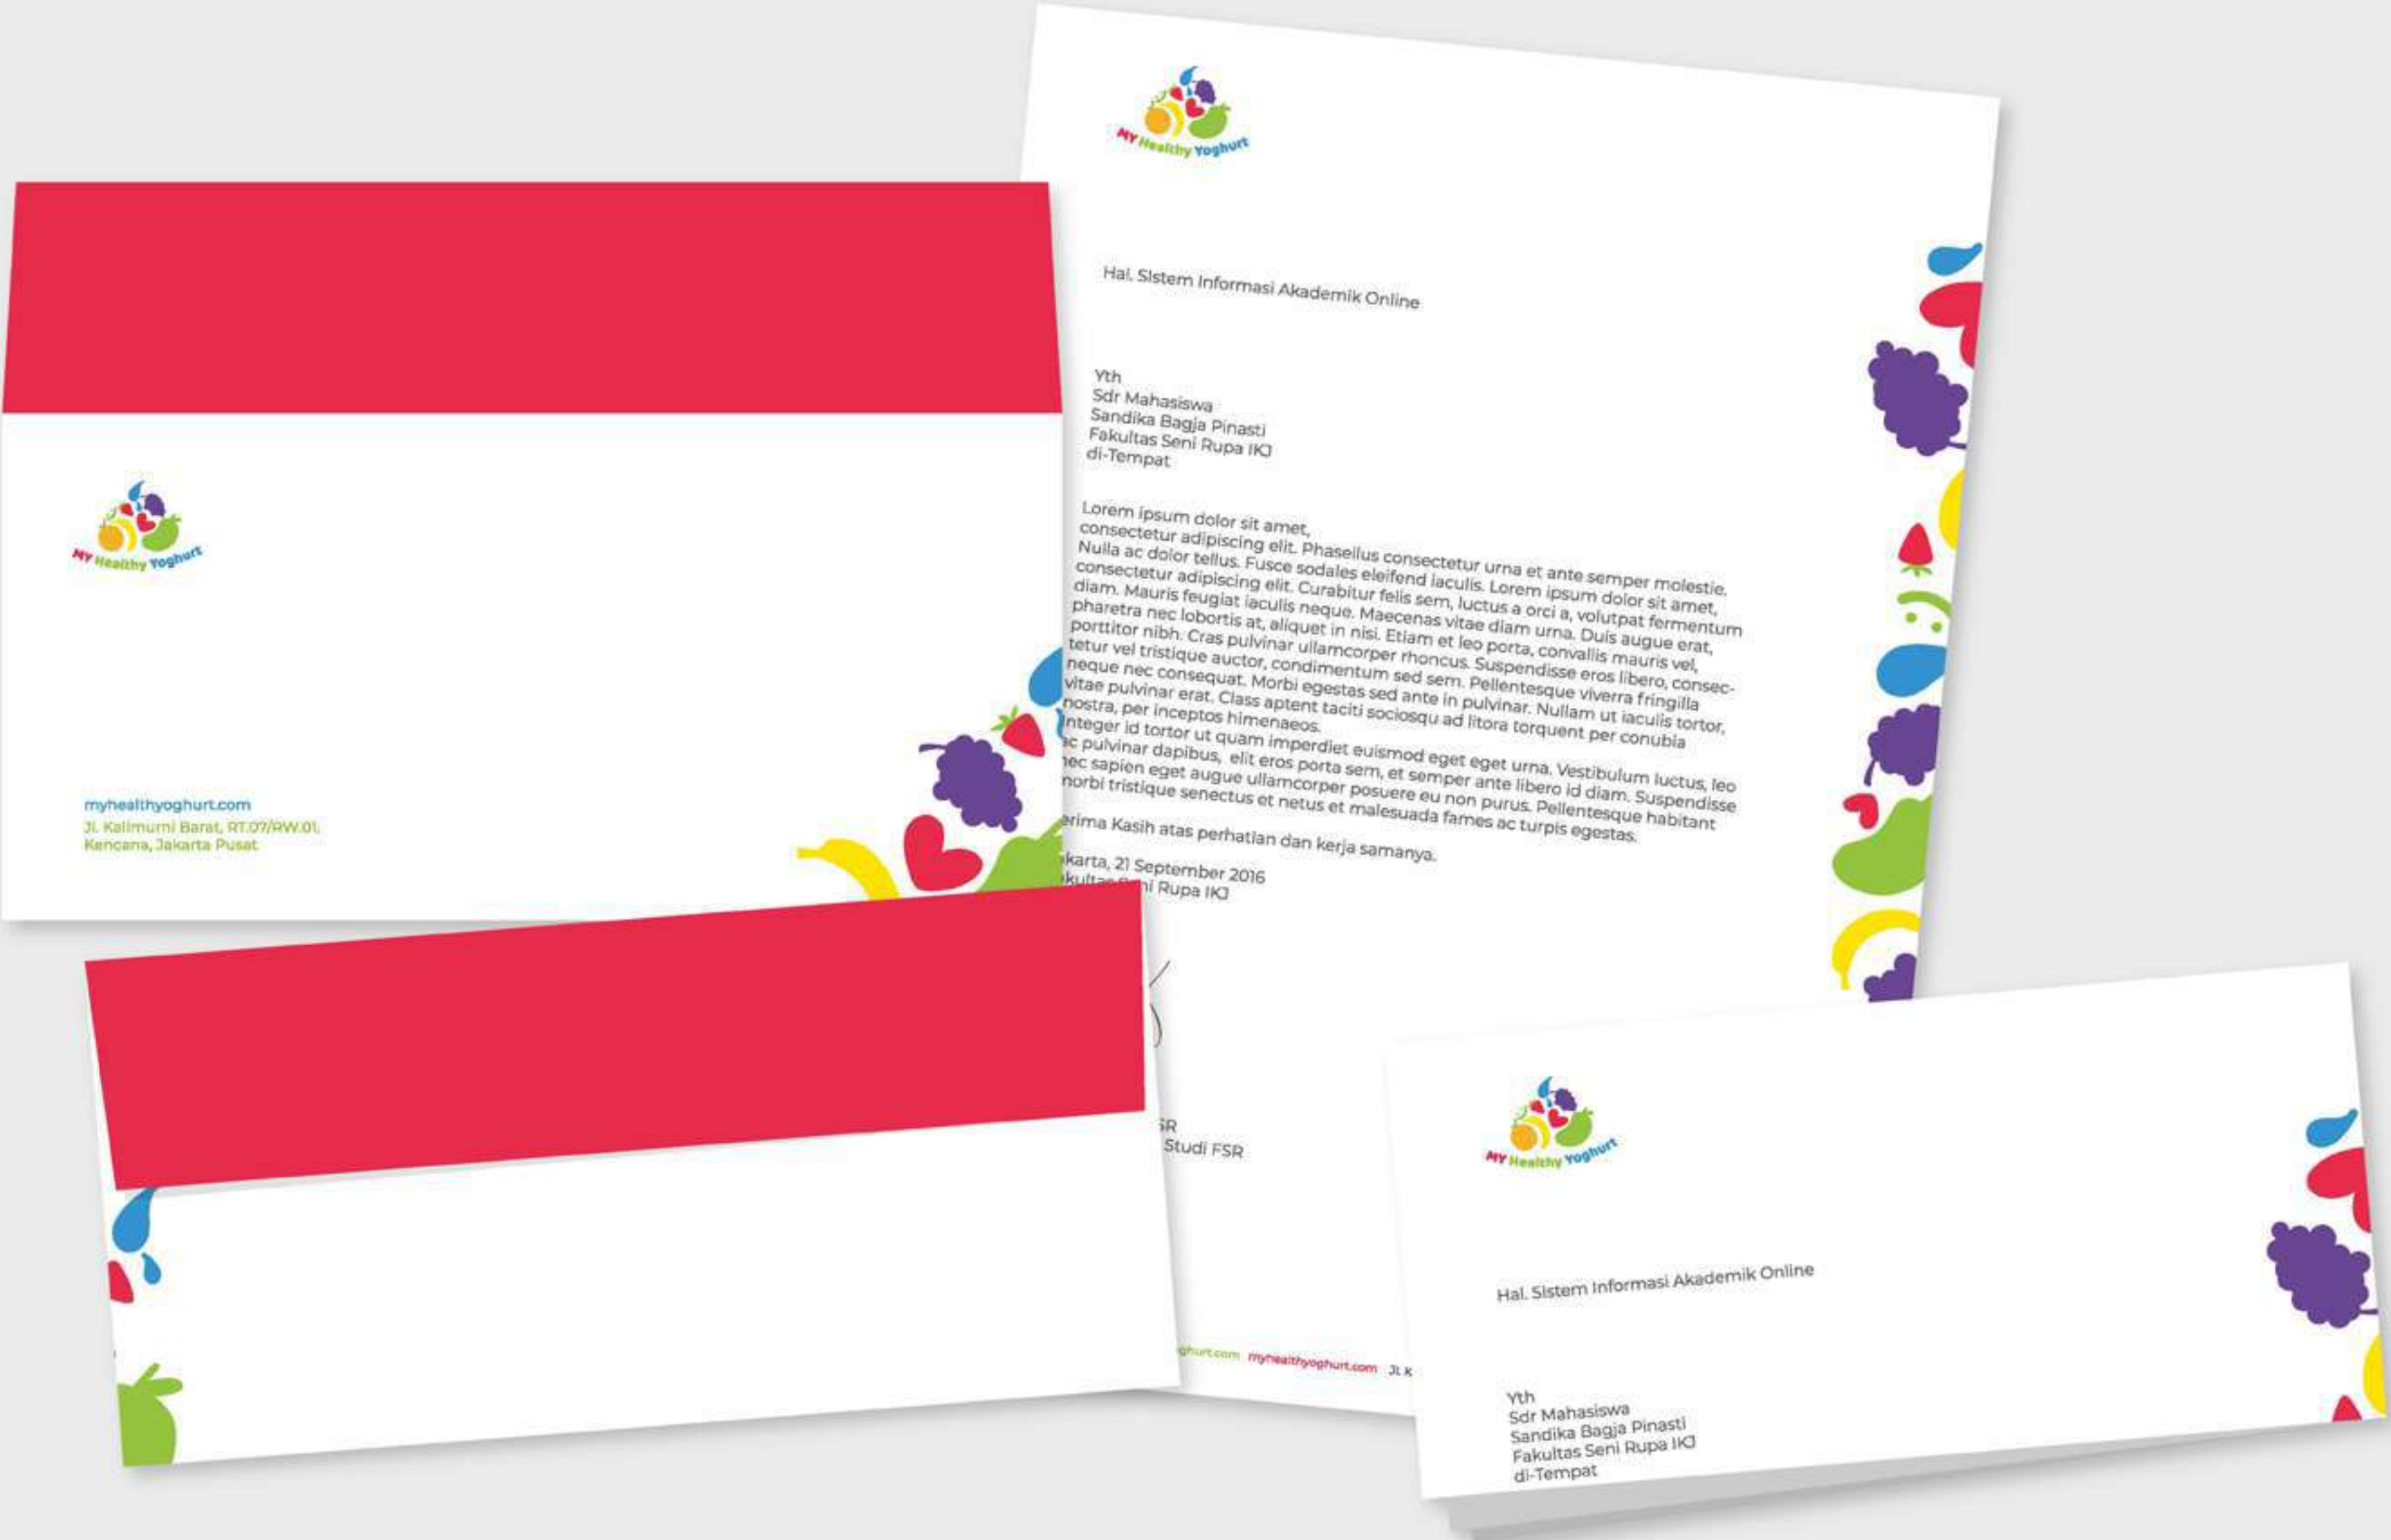 MY Healthy Yoghurt
myhealthyoghurt.com
Jl. Kalimurni Barat, RT.07/RW.01,
Kencana, Jakarta Pusat
MY Healthy Yoghurt
Hal. SIstem Informasi Akademik Online
Yth
Sdr Mahasiswa
Sandika Bagja Pinasti
Fakultas Seni Rupa IKJ
di-Tempat
Lorem ipsum dolor sit amet,
consectetur adipiscing elit. Phasellus consectetur urna et ante semper molestie.
Nulla ac dolor tellus. Fusce sodales eleifend iaculis. Lorem ipsum dolor sit amet,
consectetur adipiscing elit. Curabitur felis sem, luctus a orci a, volutpat fermentum
diam. Mauris feugiat iaculis neque. Maecenas vitae diam urna. Duis augue erat,
pharetra nec lobortis at, aliquet in nisi. Etiam et leo porta, convallis mauris vel,
porttitor nibh. Cras pulvinar ullamcorper rhoncus. Suspendisse eros libero, consec-
tetur vel tristique auctor, condimentum sed sem. Pellentesque viverra fringilla
neque nec consequat. Morbi egestas sed ante in pulvinar. Nullam ut iaculis tortor,
vitae pulvinar erat. Class aptent taciti sociosqu ad litora torquent per conubia
nostra, per inceptos himenaeos.
Integer id tortor ut quam imperdiet euismod eget eget urna. Vestibulum luctus, leo
ac pulvinar dapibus, elit eros porta sem, et semper ante libero id diam. Suspendisse
nec sapien eget augue ullamcorper posuere eu non purus. Pellentesque habitant
morbi tristique senectus et netus et malesuada fames ac turpis egestas.
erima Kasih atas perhatian dan kerja samanya.
karta, 21 September 2016
Rupa IKJ
SR
Studi FSR
ghurt.com myhealthyoghurt.com Jl. K
MY Healthy Yoghurt
Hal. SIstem Informasi Akademik Online
Yth
Sdr Mahasiswa
Sandika Bagja Pinasti
Fakultas Seni Rupa IKJ
di-Tempat